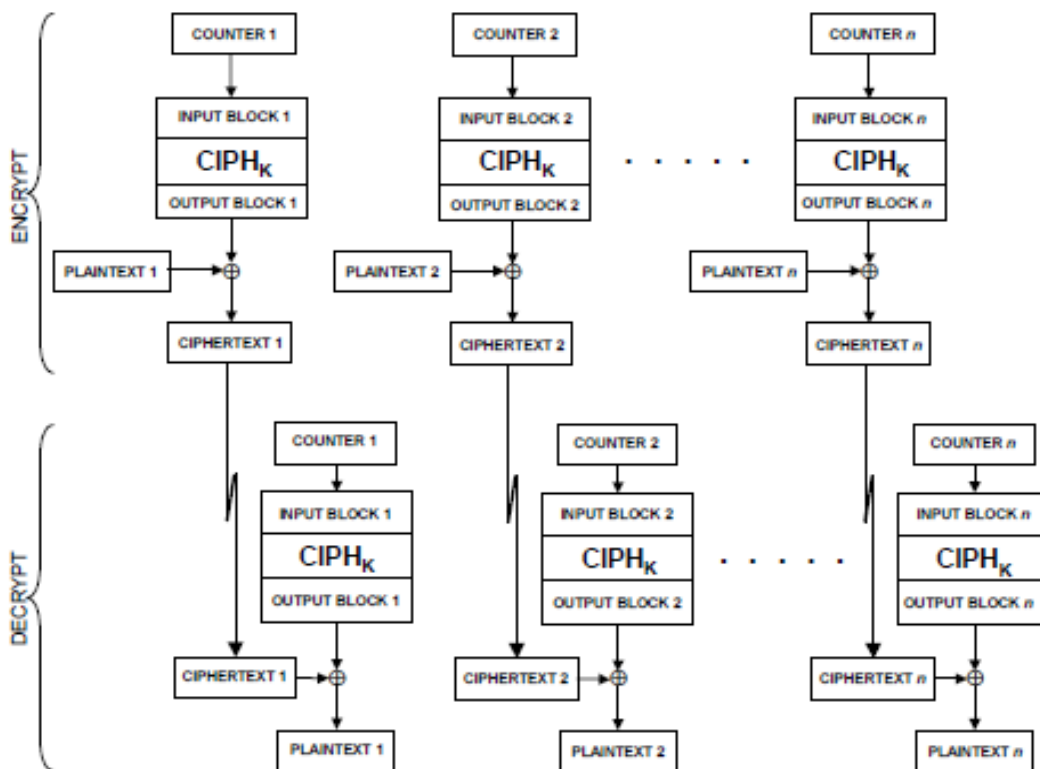 ENCRYPT
COUNTER 1
COUNTER 2
COUNTER n
INPUT BLOCK 1
INPUT BLOCK 2
INPUT BLOCK n
CIPHK
CIPHK
. . . . .
CIPHK
OUTPUT BLOCK 1
OUTPUT BLOCK 2
OUTPUT BLOCK n
PLAINTEXT 1
PLAINTEXT 2
PLAINTEXT n
CIPHERTEXT 1
CIPHERTEXT 2
CIPHERTEXT n
DECRYPT
COUNTER 1
COUNTER 2
COUNTER n
INPUT BLOCK 1
INPUT BLOCK 2
INPUT BLOCK n
CIPHK
CIPHK
. . . . .
CIPHK
OUTPUT BLOCK 1
OUTPUT BLOCK 2
OUTPUT BLOCK n
CIPHERTEXT 1
CIPHERTEXT 2
CIPHERTEXT n
PLAINTEXT 1
PLAINTEXT 2
PLAINTEXT n